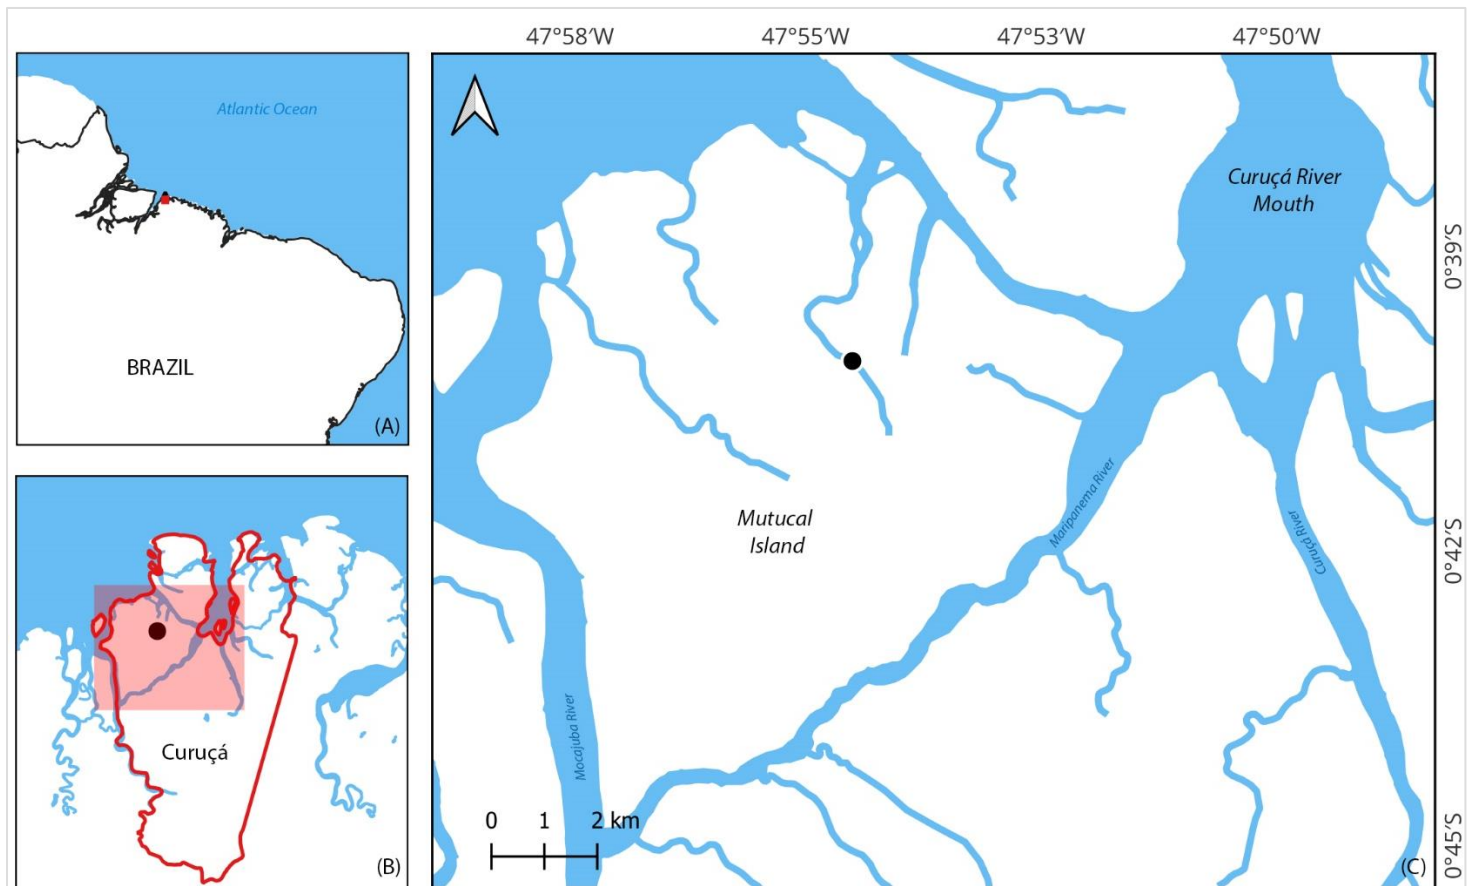 47°58′W 47°55′W 47°53′W 47°50′W
Atlantic Ocean
BRAZIL
(A)
Curuçá
(B)
Curuçá River
Mouth
0°39′S
Mutucal
Island
Maripanema River
Curuçá River
0°42′S
Mocajuba River
0 1 2 km
0°45′S
(C)